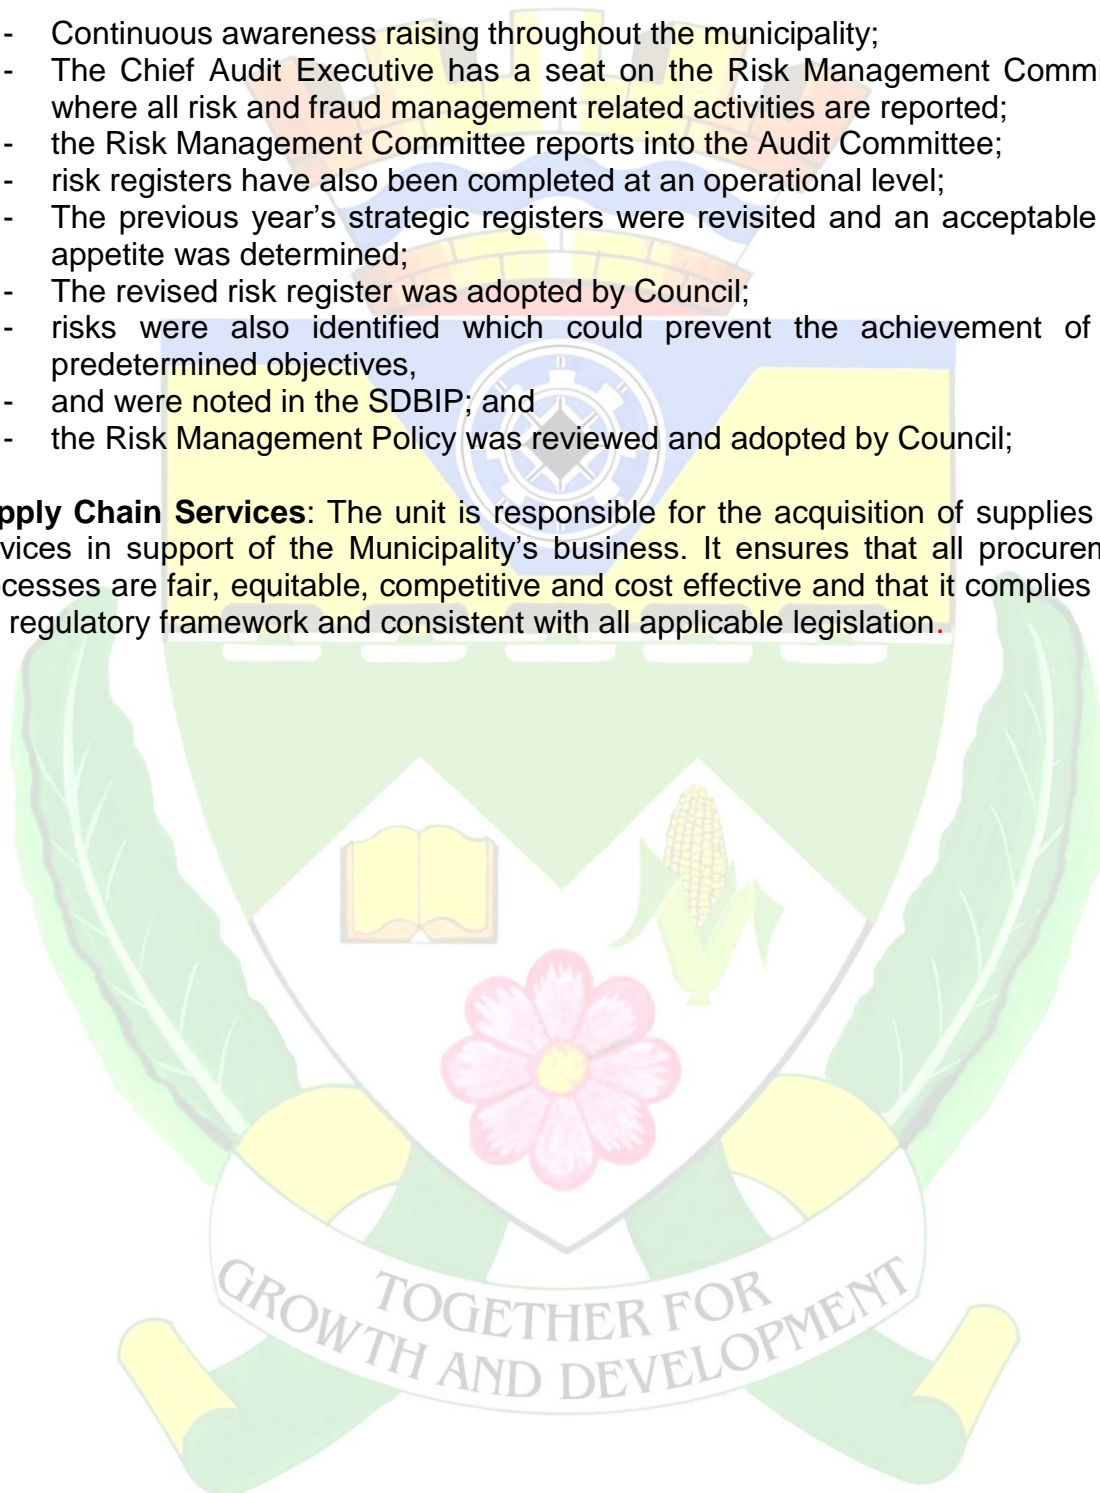 - Continuous awareness raising throughout the municipality;
- The Chief Audit Executive has a seat on the Risk Management Commi
where all risk and fraud management related activities are reported;
- the Risk Management Committee reports into the Audit Committee;
- risk registers have also been completed at an operational level;
- The previous year's strategic registers were revisited and an acceptable
appetite was determined;
- The revised risk register was adopted by Council;
- risks were also identified which could prevent the achievement of
predetermined objectives,
- and were noted in the SDBIP; and
- the Risk Management Policy was reviewed and adopted by Council;
pply Chain Services: The unit is responsible for the acquisition of supplies
vices in support of the Municipality's business. It ensures that all procurem
cesses are fair, equitable, competitive and cost effective and that it complies
regulatory framework and consistent with all applicable legislation.
TOGETHER FOR
GROWTH AND DEVELOPMENT